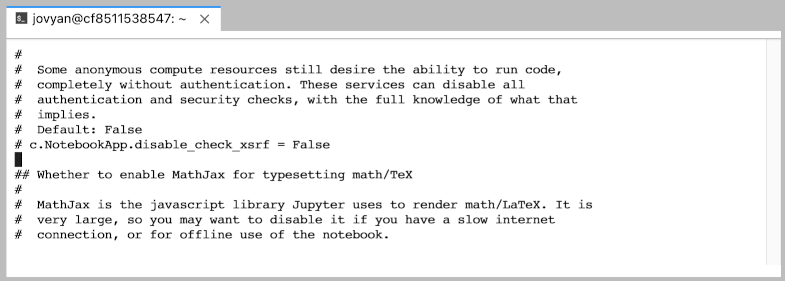 jovyan@cf8511538547: ~ ×
#
#  Some anonymous compute resources still desire the ability to run code,
#  completely without authentication. These services can disable all
#  authentication and security checks, with the full knowledge of what that
#  implies.
#  Default: False
# c.NotebookApp.disable_check_xsrf = False
## Whether to enable MathJax for typesetting math/TeX
#
#  MathJax is the javascript library Jupyter uses to render math/LaTeX. It is
#  very large, so you may want to disable it if you have a slow internet
#  connection, or for offline use of the notebook.